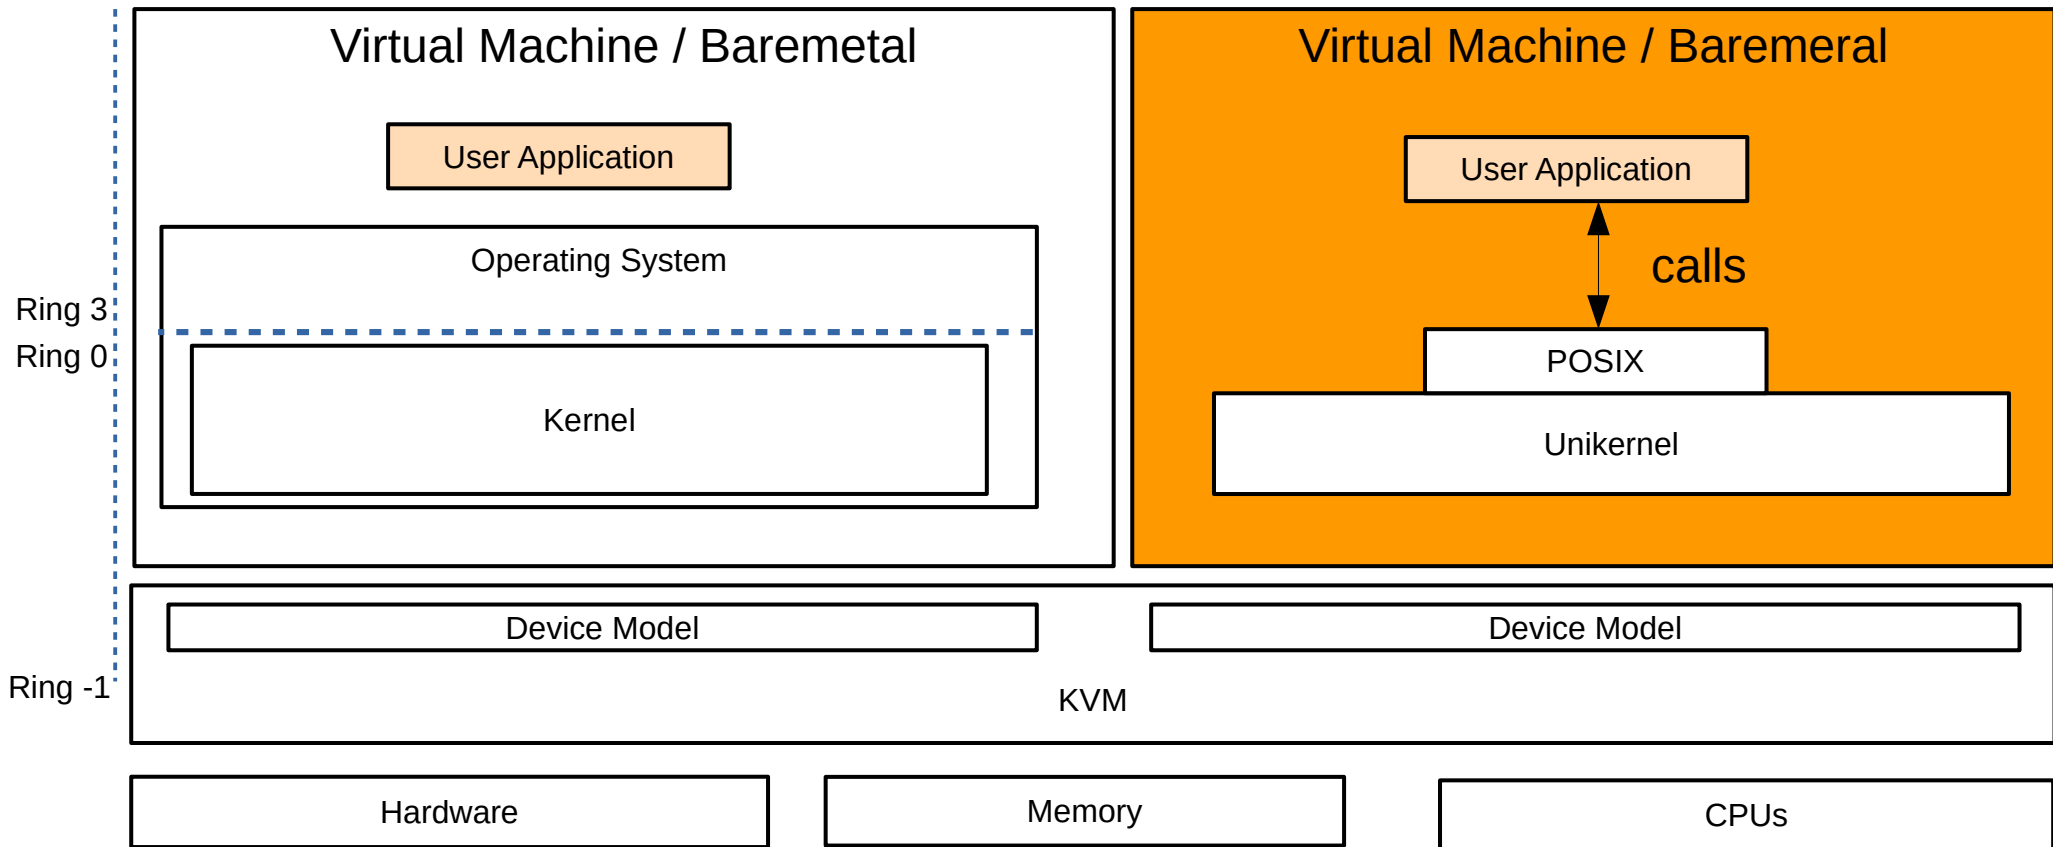 Virtual Machine / Baremetal
User Application
Operating System
Ring 3
Ring 0
Kernel
Virtual Machine / Baremeral
User Application
calls
POSIX
Unikernel
Device Model
Device Model
Ring -1
KVM
Hardware
Memory
CPUs